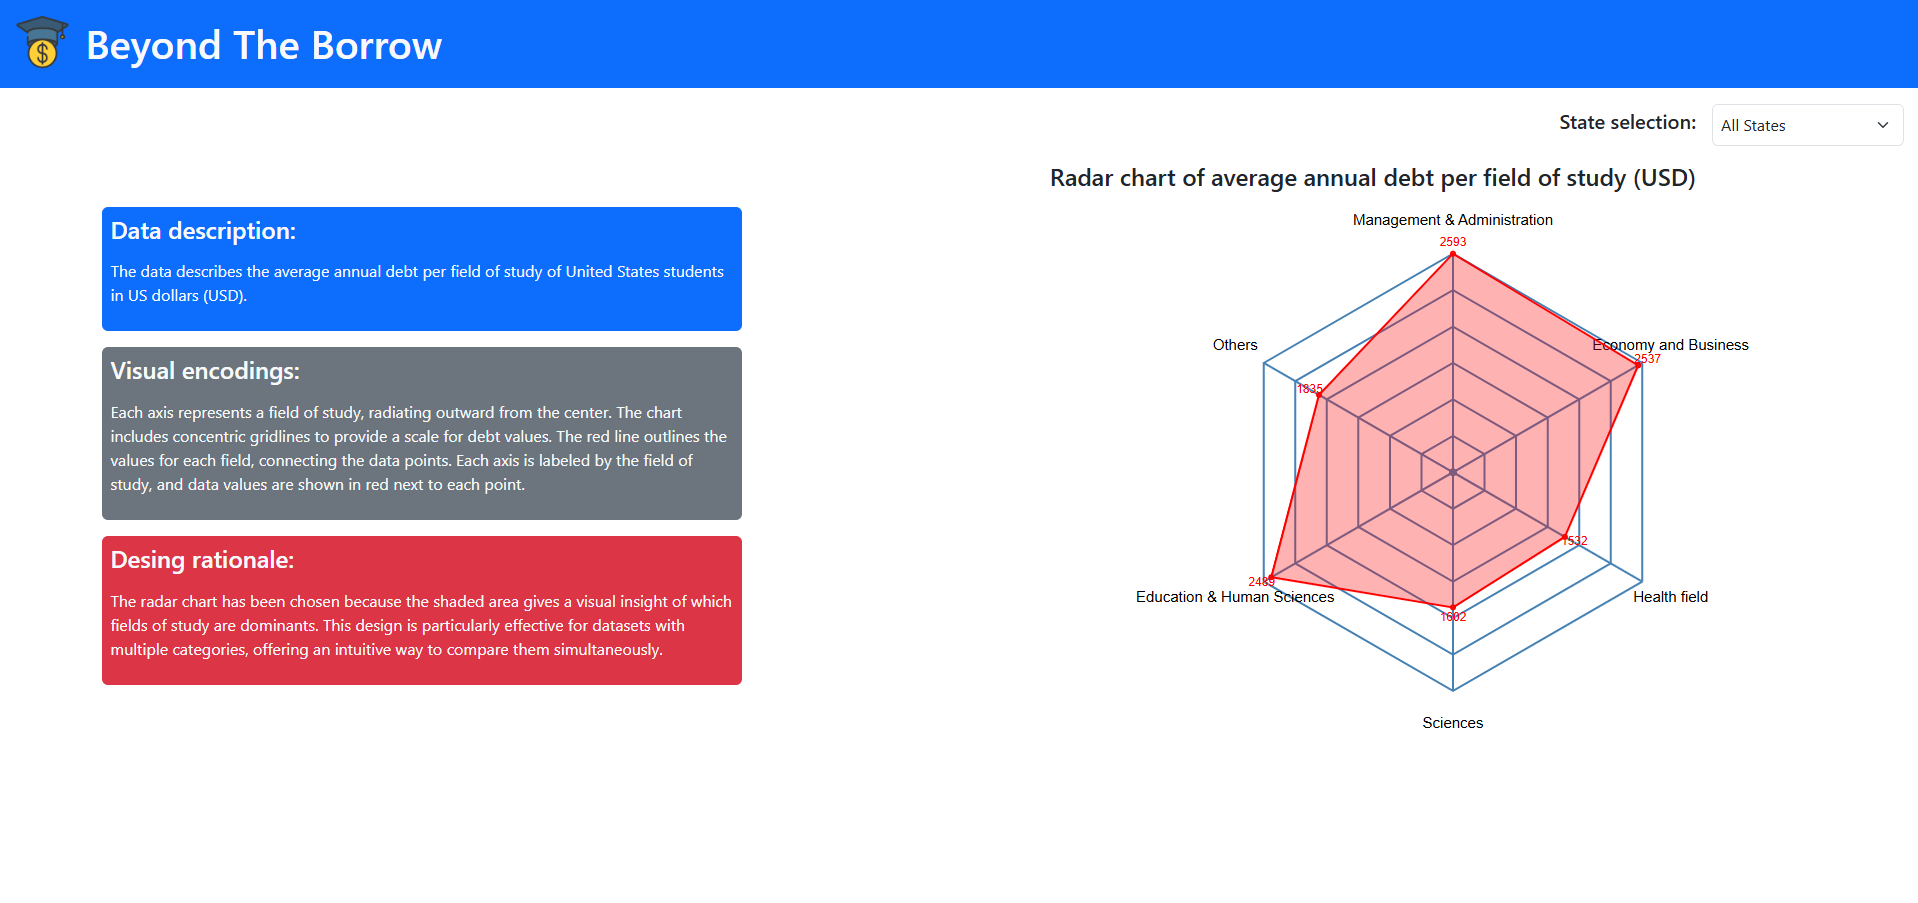 Beyond The Borrow
State selection:
All States
Radar chart of average annual debt per field of study (USD)
Data description:
The data describes the average annual debt per field of study of United States students
in US dollars (USD).
Visual encodings:
Each axis represents a field of study, radiating outward from the center. The chart
includes concentric gridlines to provide a scale for debt values. The red line outlines the
values for each field, connecting the data points. Each axis is labeled by the field of
study, and data values are shown in red next to each point.
Desing rationale:
The radar chart has been chosen because the shaded area gives a visual insight of which
fields of study are dominants. This design is particularly effective for datasets with
multiple categories, offering an intuitive way to compare them simultaneously.
Management & Administration
2593
Others
Economy and Business
2537
1835
1532
2489
Education & Human Sciences
Health field
1602
Sciences